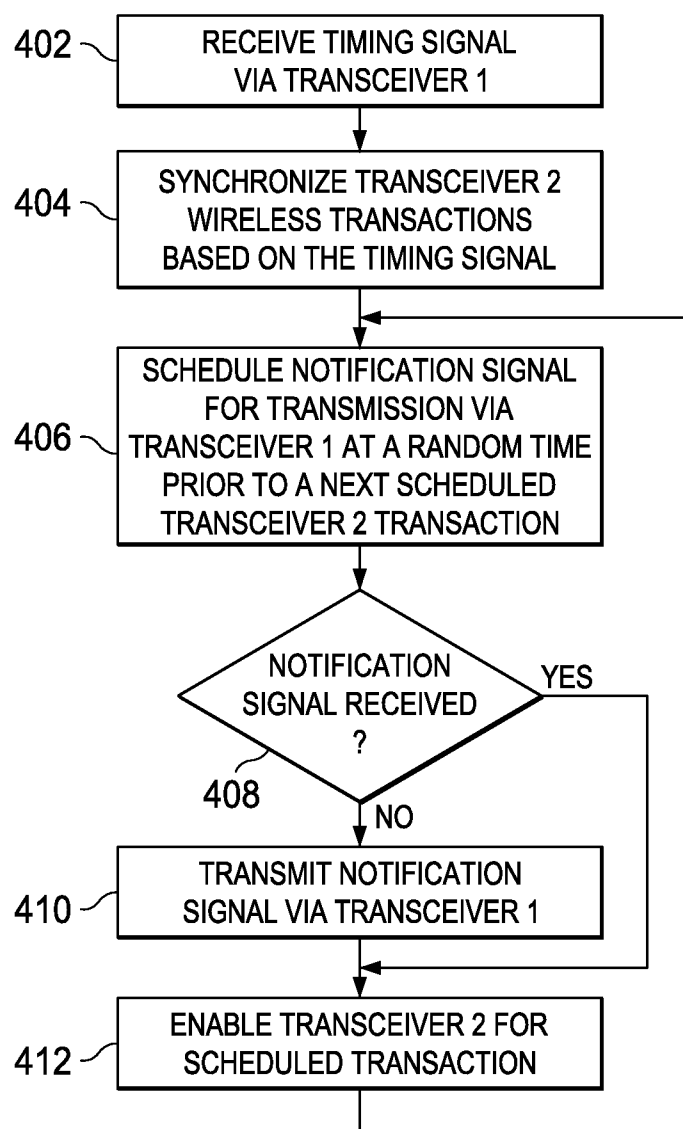 402
RECEIVE TIMING SIGNAL
VIA TRANSCEIVER 1
404
SYNCHRONIZE TRANSCEIVER 2
WIRELESS TRANSACTIONS
BASED ON THE TIMING SIGNAL
406
SCHEDULE NOTIFICATION SIGNAL
FOR TRANSMISSION VIA
TRANSCEIVER 1 AT A RANDOM TIME
PRIOR TO A NEXT SCHEDULED
TRANSCEIVER 2 TRANSACTION
NOTIFICATION
SIGNAL RECEIVED
?
408
YES
NO
410
TRANSMIT NOTIFICATION
SIGNAL VIA TRANSCEIVER 1
412
ENABLE TRANSCEIVER 2 FOR
SCHEDULED TRANSACTION